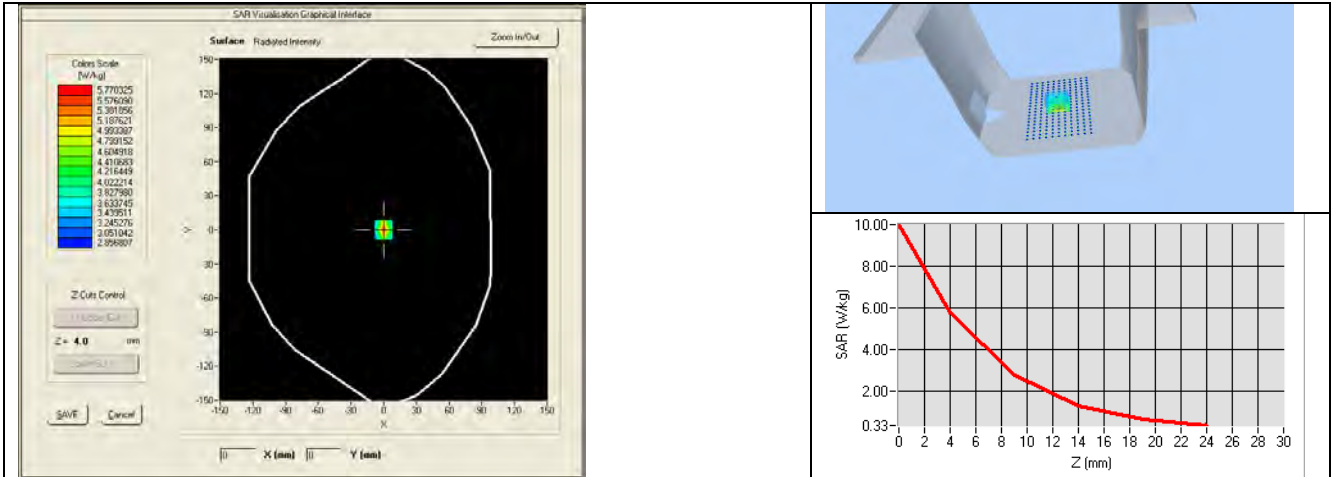 SAR Visualisation Graphical Interface
Surface Radiated Intensity
Zoom In/Out
Colors Scale
[W/kg]
5.770325
5.576090
5.381856
5.187621
4.993387
4.799152
4.604918
4.410683
4.216449
4.022214
3.827980
3.633745
3.439511
3.245276
3.051042
2.856807
150-
120-
90-
60-
30-
0-
-30-
-60-
-90-
-120-
-150-
Y
-150 -120 -90 -60 -30 0 30 60 90 120 150
X
Z Cuts Control
Z = 4.0 mm
SAVE Cancel
0 X (mm) 0 Y (mm)
10.00-
8.00-
6.00-
4.00-
2.00-
0.33-
SAR (W/kg)
0 2 4 6 8 10 12 14 16 18 20 22 24 26 28 30
Z (mm)